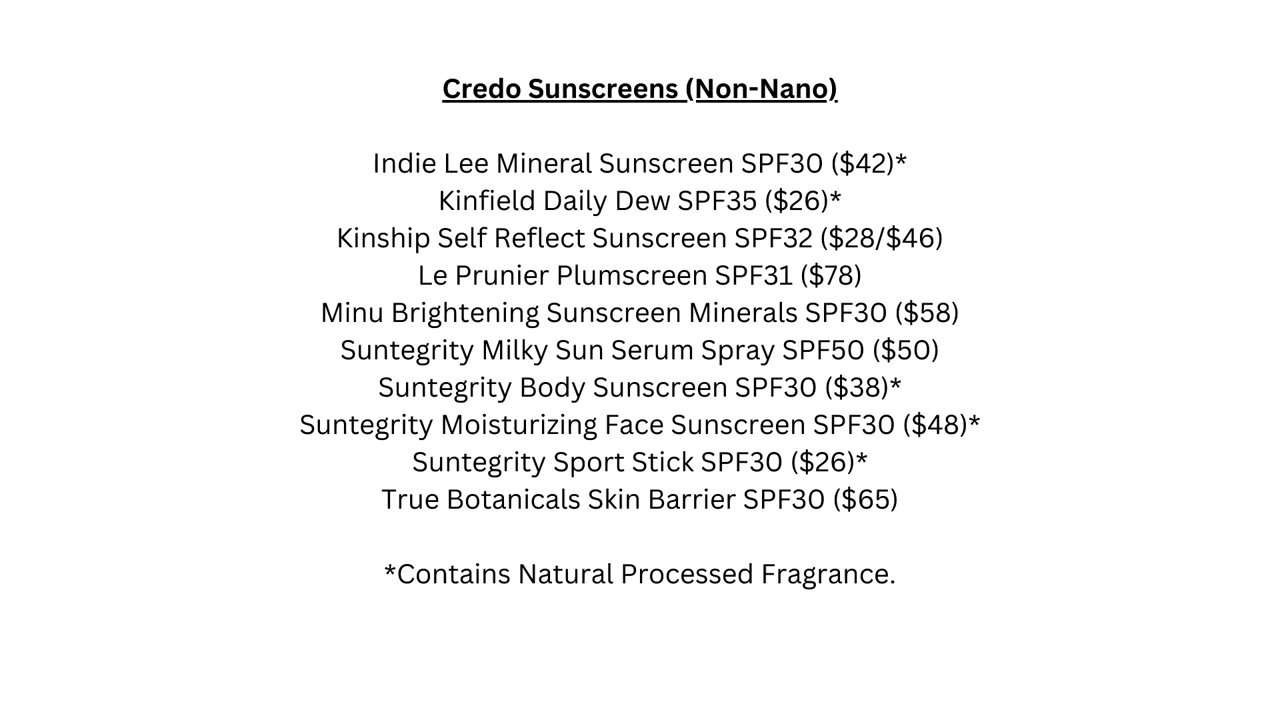 Credo Sunscreens (Non-Nano)
Indie Lee Mineral Sunscreen SPF30 ($42)*
Kinfield Daily Dew SPF35 ($26)*
Kinship Self Reflect Sunscreen SPF32 ($28/$46)
Le Prunier Plumscreen SPF31 ($78)
Minu Brightening Sunscreen Minerals SPF30 ($58)
Suntegrity Milky Sun Serum Spray SPF50 ($50)
Suntegrity Body Sunscreen SPF30 ($38)*
Suntegrity Moisturizing Face Sunscreen SPF30 ($48)*
Suntegrity Sport Stick SPF30 ($26)*
True Botanicals Skin Barrier SPF30 ($65)
*Contains Natural Processed Fragrance.